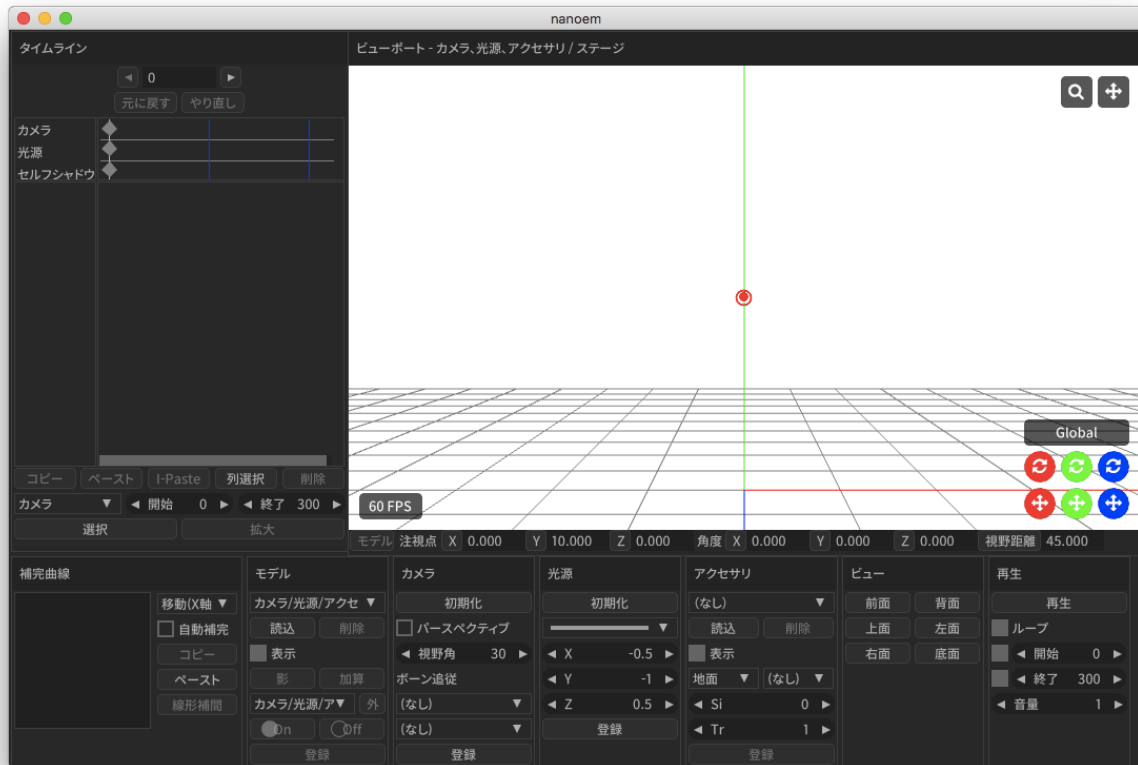 nanoem
タイムライン
ビューポート - カメラ、光源、アクセサリ / ステージ
0
元に戻す やり直し
カメラ
光源
セルフシャドウ
Global
60 FPS
コピー ペースト I-Paste 列選択 削除
カメラ 開始 0 終了 300
選択 拡大
モデル 注視点 X 0.000 Y 10.000 Z 0.000 角度 X 0.000 Y 0.000 Z 0.000 視野距離 45.000
補完曲線
移動(X軸
自動補完
コピー
ペースト
線形補間
モデル
カメラ/光源/アクセ
読込 削除
表示
影 加算
カメラ/光源/ア 外
On Off
登録
カメラ
初期化
パースペクティブ
視野角 30
ボーン追従
(なし)
(なし)
登録
光源
初期化
X -0.5
Y -1
Z 0.5
登録
アクセサリ
(なし)
読込 削除
表示
地面 (なし)
Si 0
Tr 1
登録
ビュー
前面 背面
上面 左面
右面 底面
再生
再生
ループ
開始 0
終了 300
音量 1